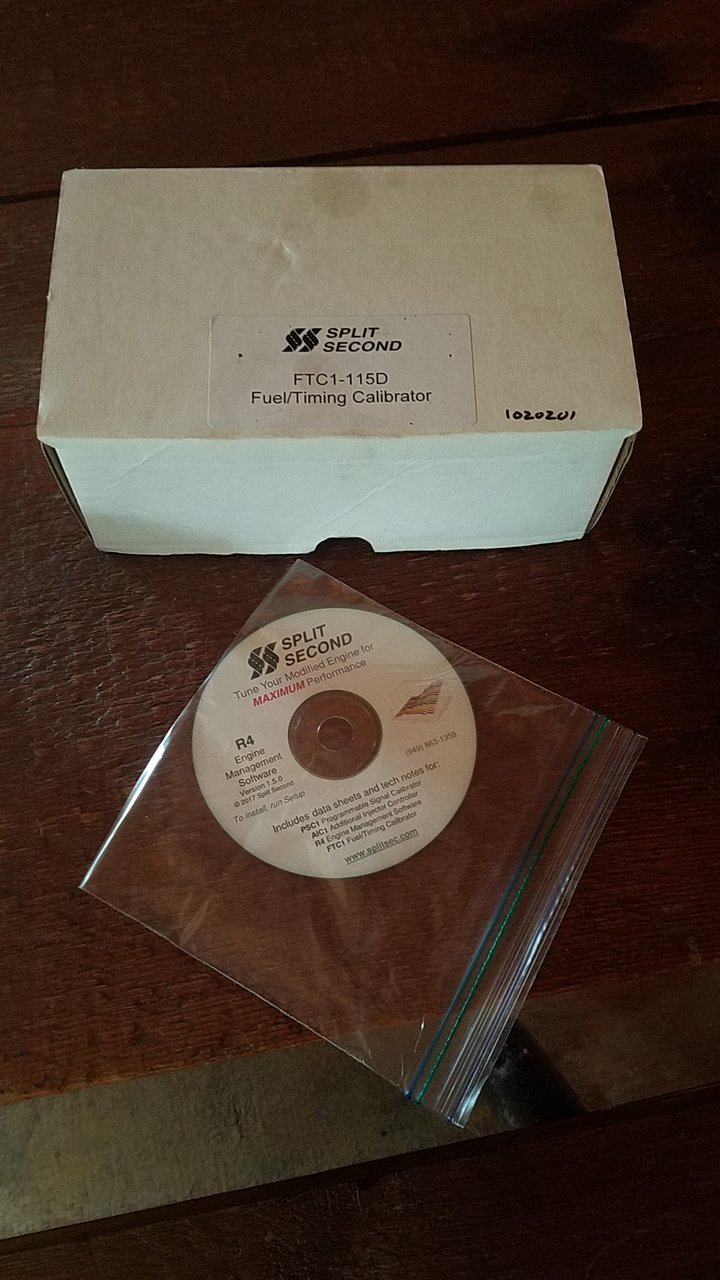 SPLIT
SECOND
FTC1-115D
Fuel/Timing Calibrator
1020201
SPLIT
SECOND
Tune Your Modified Engine for
MAXIMUM Performance
R4
Engine
Management
Software
Version 1.5.0
© 2017 Split Second
To install, run Setup
(949) 863-1359
Includes data sheets and tech notes for:
PSC1 Programmable Signal Calibrator
AIC1 Additional Injector Controller
R4 Engine Management Software
FTC1 Fuel/Timing Calibrator
www.splitsec.com